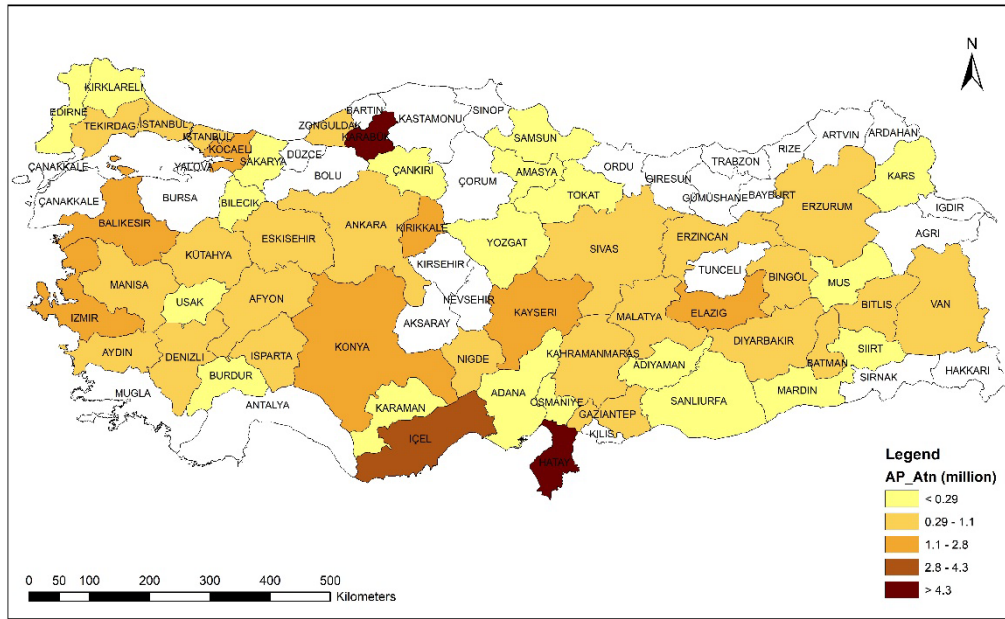 N
KIRKLARELI
EDIRNE
TEKIRDAG
İSTANBUL
İSTANBUL
KOCAELI
YALOVA
ÇANAKKALE
ÇANAKKALE
BURSA
BILECIK
SAKARYA
DÜZCE
BOLU
ZONGULDAK
BARTIN
KARABÜK
KASTAMONU
SINOP
ÇANKIRI
ÇORUM
SAMSUN
AMASYA
TOKAT
ORDU
GIRESUN
TRABZON
GÜMÜSHANE
BAYBURT
RIZE
ARTVIN
ARDAHAN
KARS
IGDIR
AGRI
ERZURUM
ERZINCAN
BALIKESIR
KÜTAHYA
ESKISEHIR
ANKARA
KIRIKKALE
KIRSEHIR
YOZGAT
SIVAS
TUNCELI
BINGÖL
MUS
BITLIS
VAN
MANISA
USAK
AFYON
IZMIR
AYDIN
DENIZLI
ISPARTA
BURDUR
MUGLA
ANTALYA
KONYA
AKSARAY
NEVSEHIR
NIGDE
KAYSERI
KAHRAMANMARAS
MALATYA
ELAZIG
DIYARBAKIR
BATMAN
SIIRT
SIRNAK
HAKKARI
MARDIN
SANLIURFA
ADIYAMAN
GAZIANTEP
KILIS
OSMANIYE
ADANA
KARAMAN
IÇEL
HATAY
Legend
AP_Atn (million)
< 0.29
0.29 - 1.1
1.1 - 2.8
2.8 - 4.3
> 4.3
0 50 100 200 300 400 500
Kilometers